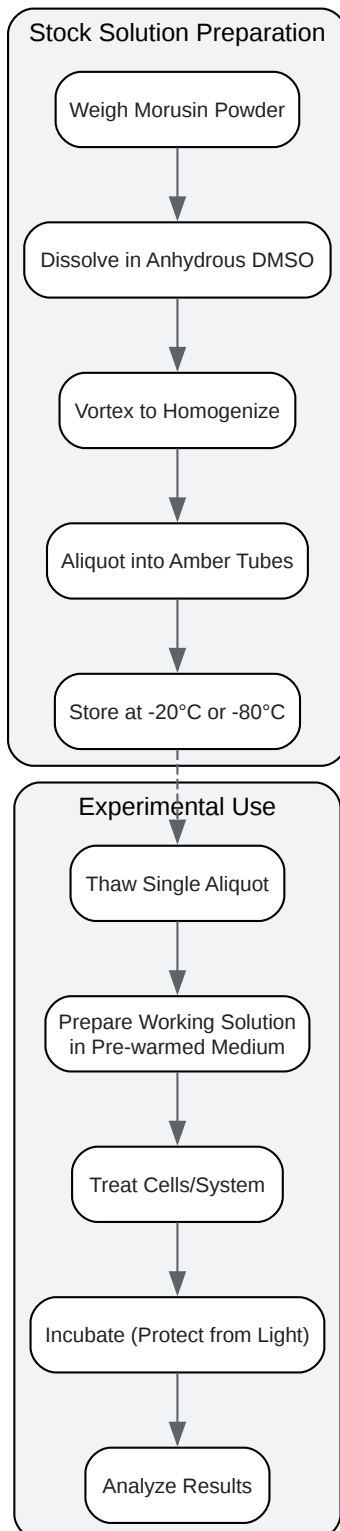 Stock Solution Preparation
Weigh Morusin Powder
Dissolve in Anhydrous DMSO
Vortex to Homogenize
Aliquot into Amber Tubes
Store at -20°C or -80°C
Experimental Use
Thaw Single Aliquot
Prepare Working Solution
in Pre-warmed Medium
Treat Cells/System
Incubate (Protect from Light)
Analyze Results